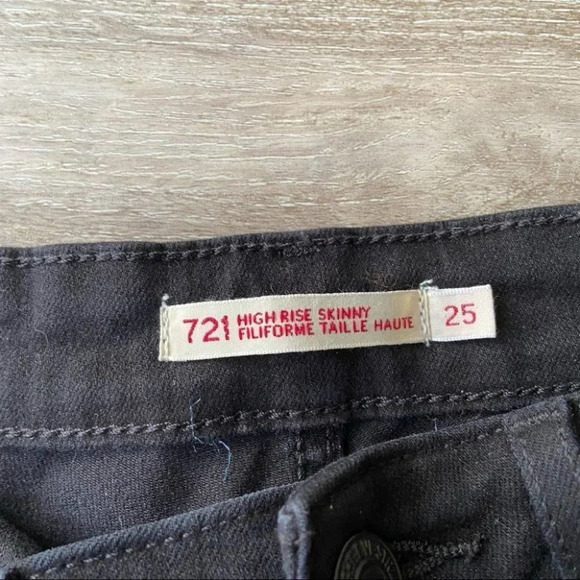 721 HIGH RISE SKINNY
FILIFORME TAILLE HAUTE
25